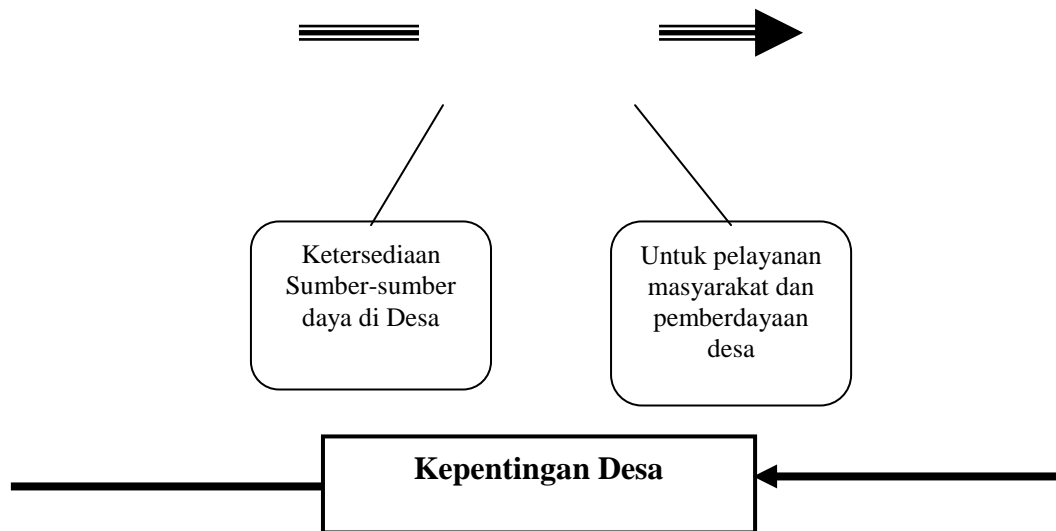 Ketersediaan
Sumber-sumber
daya di Desa
Untuk pelayanan
masyarakat dan
pemberdayaan
desa
Kepentingan Desa